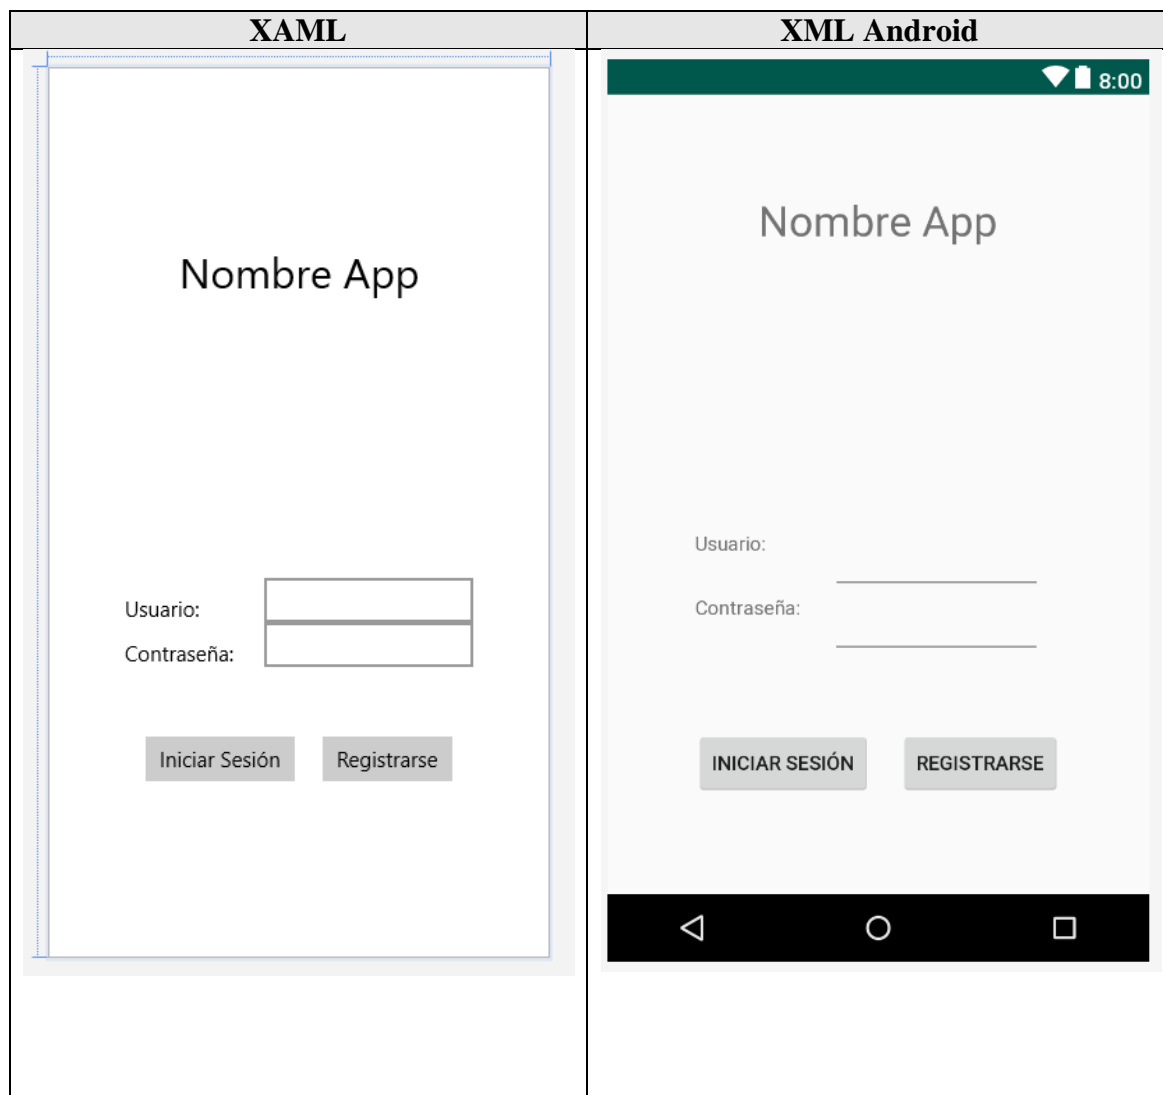 XAML
XML Android
Nombre App
Usuario:
Contraseña:
Iniciar Sesión Registrarse
8:00
Nombre App
Usuario:
Contraseña:
INICIAR SESIÓN REGISTRARSE